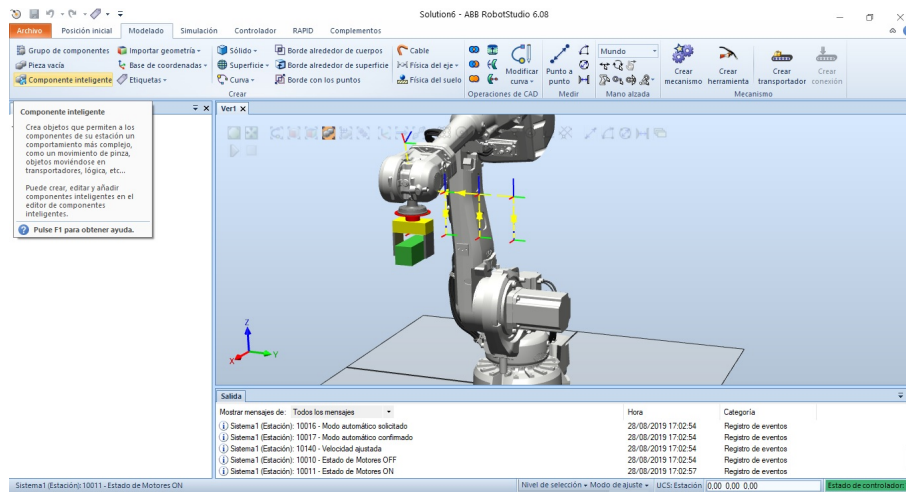 Solution6 - ABB RobotStudio 6.08
Archivo Posición inicial Modelado Simulación Controlador RAPID Complementos
Grupo de componentes Importar geometría Sólido Borde alrededor de cuerpos Cable Mundo
Pieza vacía Base de coordenadas Superficie Borde alrededor de superficie Física del eje
Componente inteligente Etiquetas Curva Borde con los puntos Física del suelo
Modificar curva Punto a punto Crear mecanismo Crear herramienta Crear transportador Crear conexión
Crear Operaciones de CAD Medir Mano alzada Mecanismo
Ver1 X
Componente inteligente
Crea objetos que permiten a los
componentes de su estación un
comportamiento más complejo,
como un movimiento de pinza,
objetos moviéndose en
transportadores, lógica, etc...
Puede crear, editar y añadir
componentes inteligentes en el
editor de componentes
inteligentes.
Pulse F1 para obtener ayuda.
Z
X Y
Salida
Mostrar mensajes de: Todos los mensajes Hora Categoría
Sistema1 (Estación): 10016 - Modo automático solicitado 28/08/2019 17:02:54 Registro de eventos
Sistema1 (Estación): 10017 - Modo automático confirmado 28/08/2019 17:02:54 Registro de eventos
Sistema1 (Estación): 10140 - Velocidad ajustada 28/08/2019 17:02:54 Registro de eventos
Sistema1 (Estación): 10010 - Estado de Motores OFF 28/08/2019 17:02:54 Registro de eventos
Sistema1 (Estación): 10011 - Estado de Motores ON 28/08/2019 17:02:57 Registro de eventos
Sistema1 (Estación): 10011 - Estado de Motores ON Nivel de selección Modo de ajuste UCS: Estación 0,00 0,00 0,00 Estado de controlador: